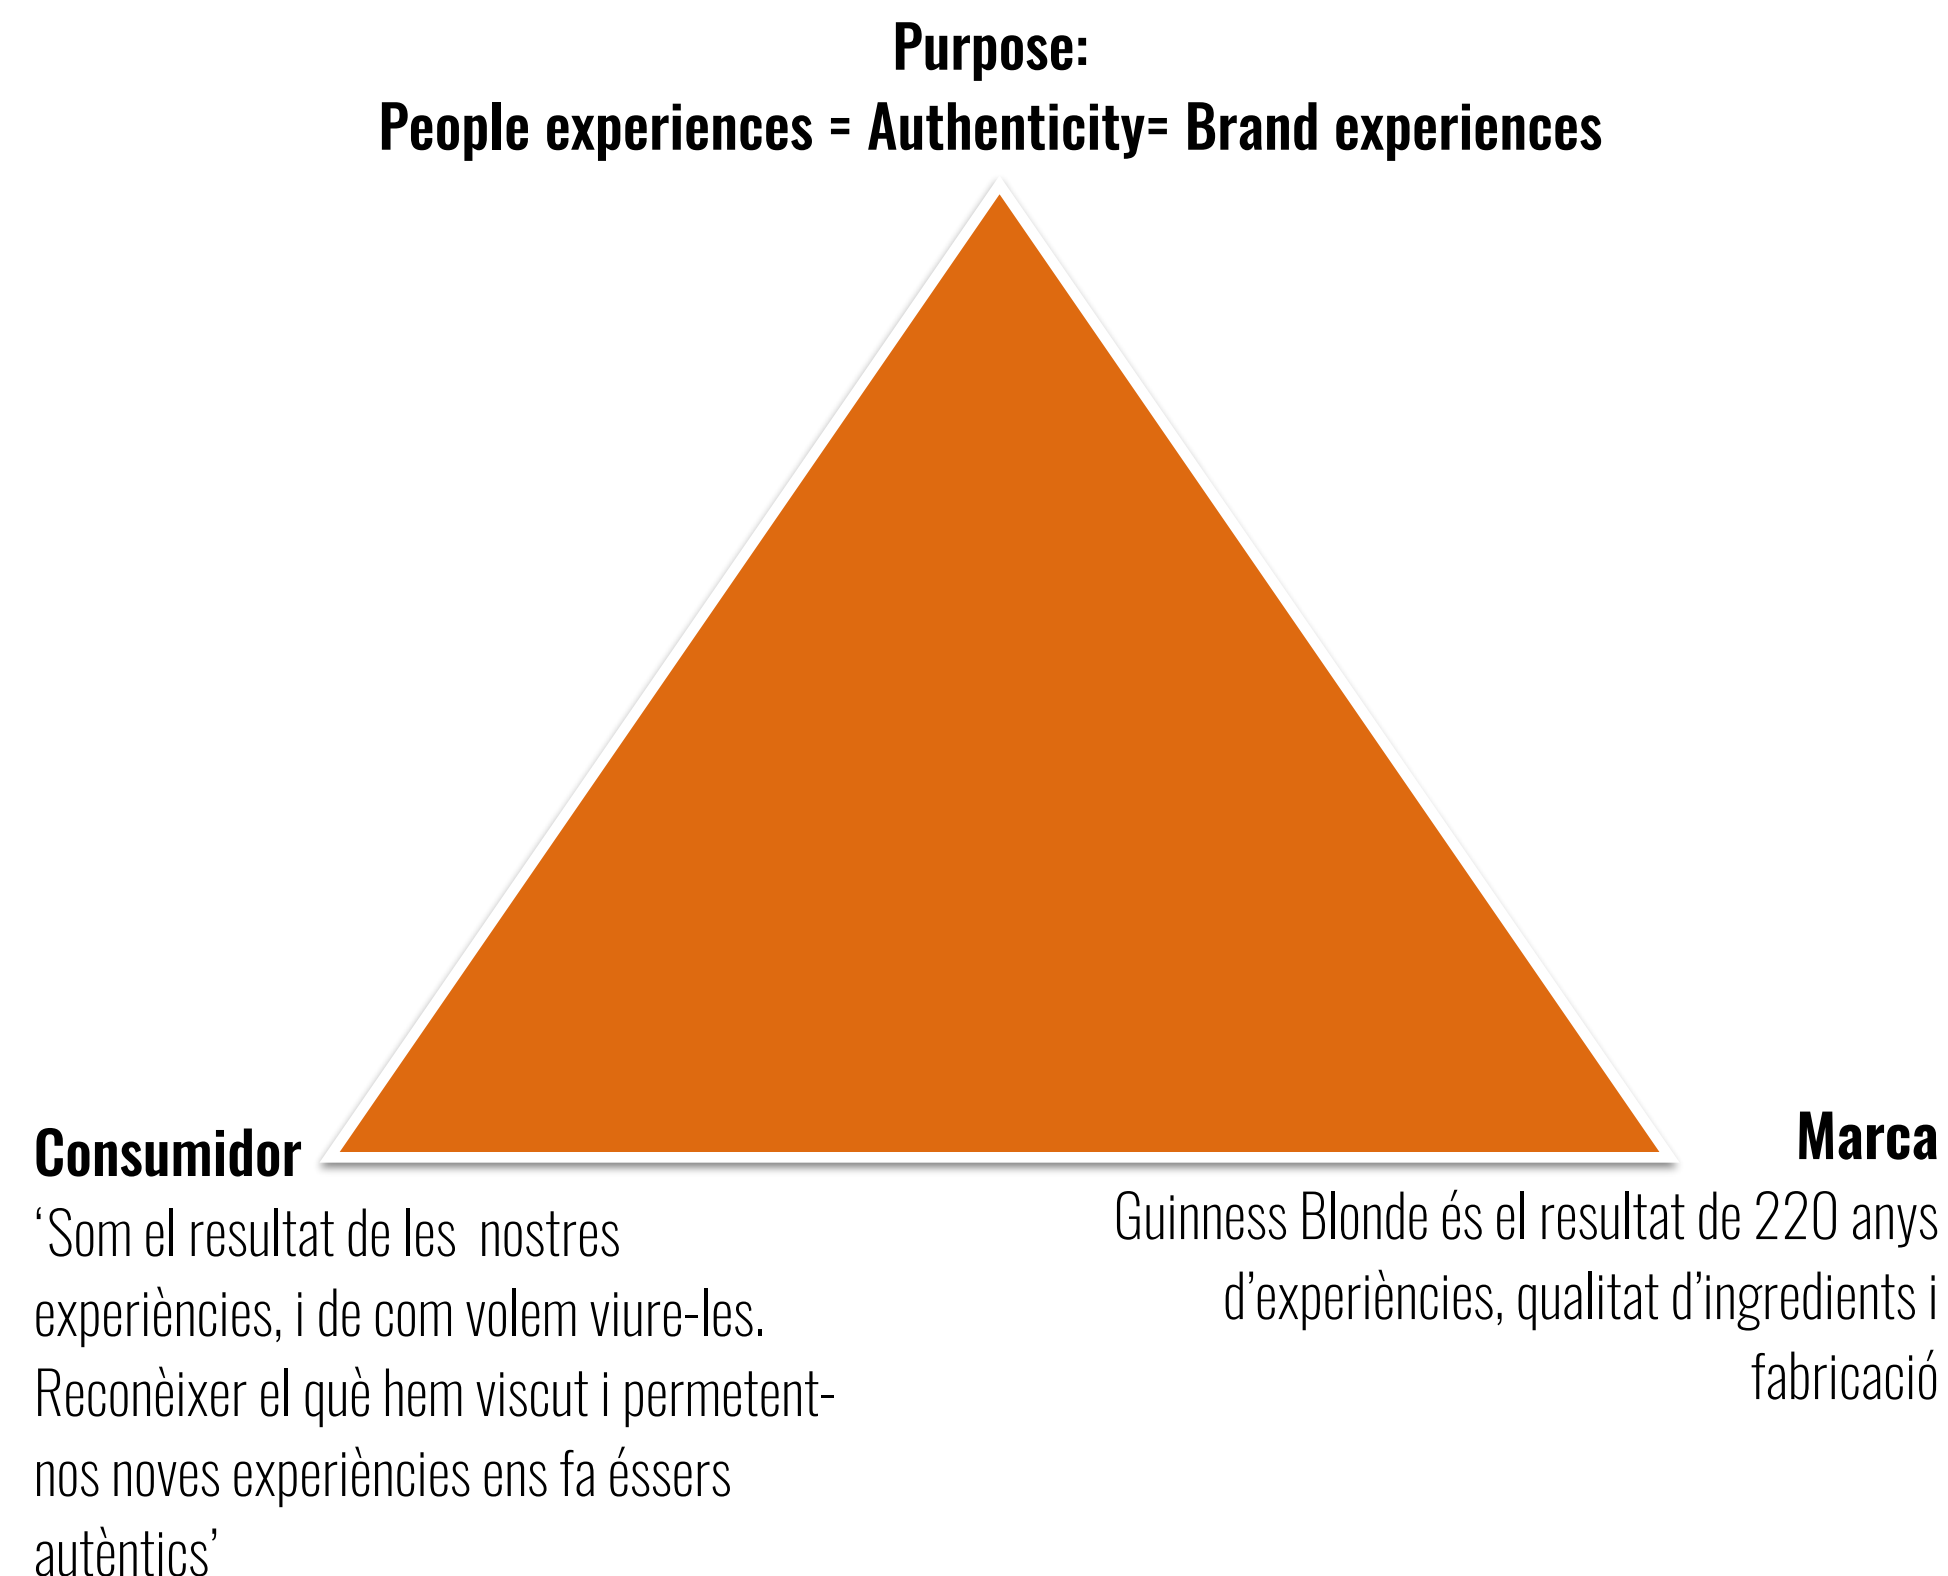 Purpose:
People experiences = Authenticity= Brand experiences
Consumidor
‘Som el resultat de les  nostres
experiències, i de com volem viure-les.
Reconèixer el què hem viscut i permetent-
nos noves experiències ens fa éssers
autèntics’
Marca
Guinness Blonde és el resultat de 220 anys
d’experiències, qualitat d’ingredients i
fabricació